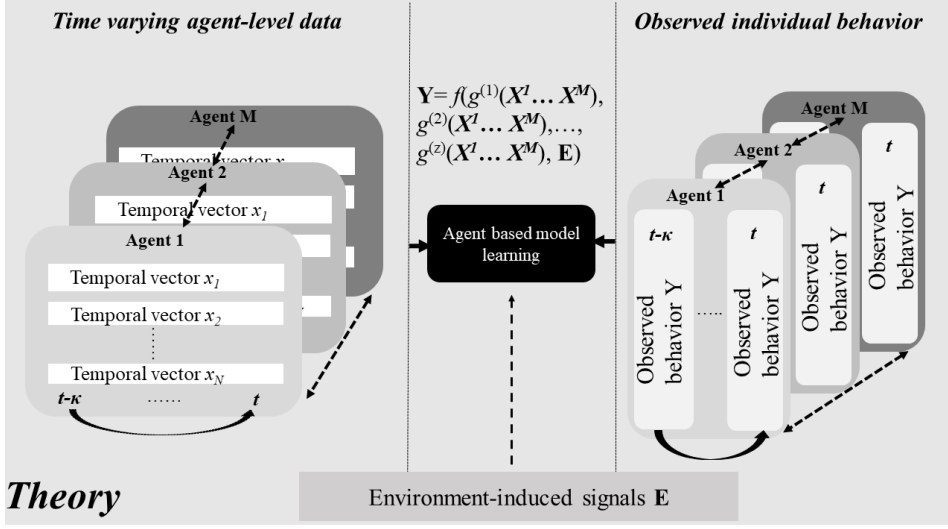 Time varying agent-level data
Agent M
Temporal vector x
Agent 2
Temporal vector x1
Agent 1
Temporal vector x1
Temporal vector x2
......
Temporal vector xN
t-κ ...... t
Y= f(g(1)(X1... XM),
g(2)(X1... XM),...,
g(z)(X1... XM), E)
Agent based model
learning
Observed individual behavior
Agent M
Agent 2
Agent 1
t
Observed
behavior Y
t
Observed
behavior Y
t-κ
Observed
behavior Y
.....
t
Observed
behavior Y
Theory
Environment-induced signals E